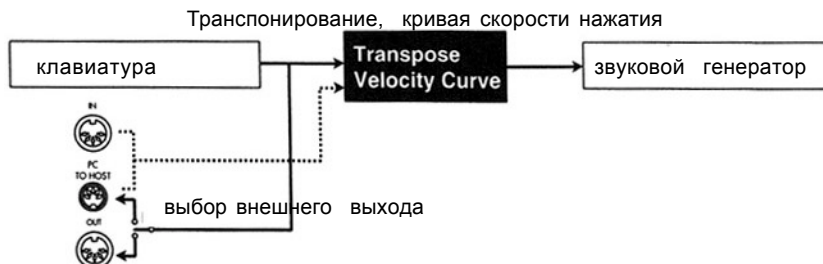 Транспонирование, кривая скорости нажатия
клавиатура
Transpose
Velocity Curve
звуковой генератор
IN
PC
TO HOST
выбор внешнего выхода
OUT